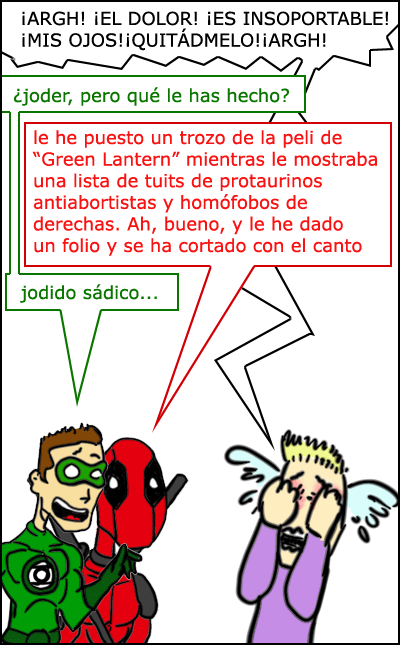 ¡ARGH! ¡EL DOLOR! ¡ES INSOPORTABLE!
¡MIS OJOS!¡QUITÁDMELO!¡ARGH!
¿joder, pero qué le has hecho?
le he puesto un trozo de la peli de
“Green Lantern” mientras le mostraba
una lista de tuits de protaurinos
antiabortistas y homófobos de
derechas. Ah, bueno, y le he dado
un folio y se ha cortado con el canto
jodido sádico...